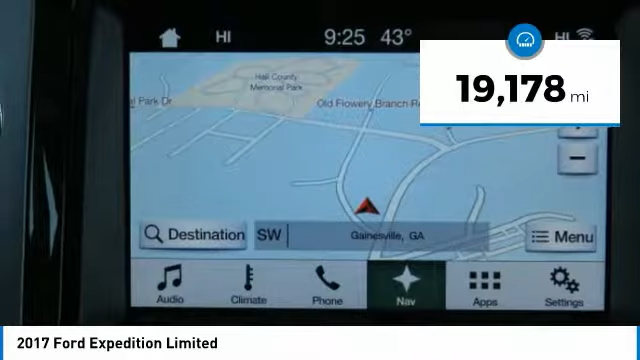 HI 9:25 43° HI
19,178 mi
Hall County
Memorial Park
al Park Dr
Old Flowery Branch R
Destination SW Gainesville, GA Menu
Audio Climate Phone Nav Apps Settings
2017 Ford Expedition Limited